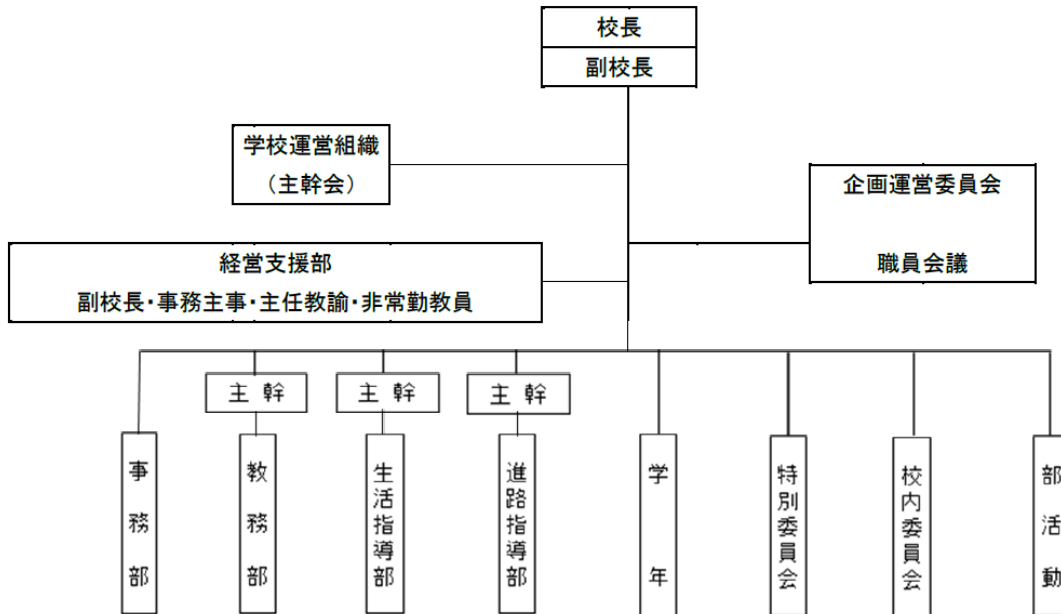 校長
副校長
学校運営組織
（主幹会）
企画運営委員会
職員会議
経営支援部
副校長・事務主事・主任教諭・非常勤教員
主幹
主幹
主幹
事務部
教務部
生活指導部
進路指導部
学年
特別委員会
校内委員会
部活動